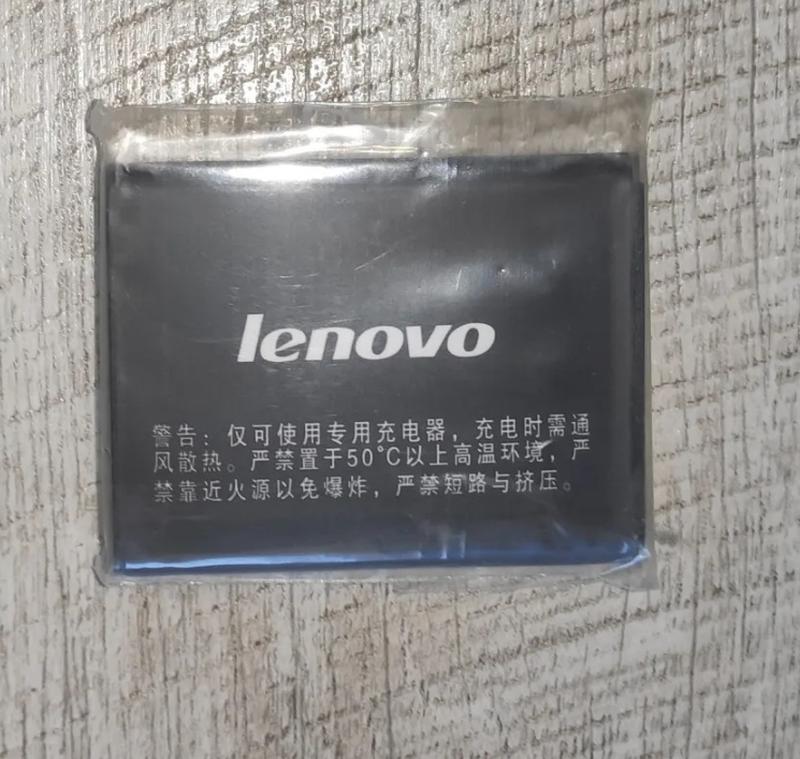 lenovo
警告：仅可使用专用充电器，充电时需通
风散热。严禁置于50°C以上高温环境，严
禁靠近火源以免爆炸，严禁短路与挤压。